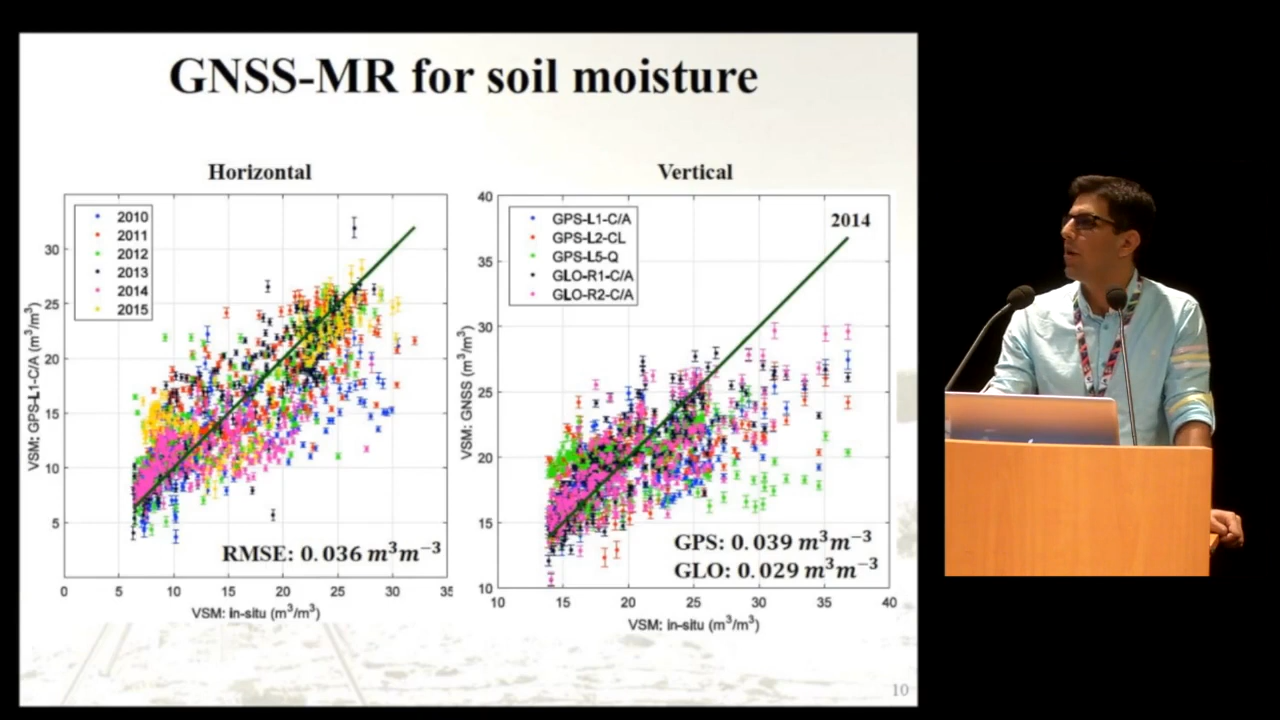 GNSS-MR for soil moisture
Horizontal
2010
2011
2012
2013
2014
2015
30
25
20
15
10
5
0 5 10 15 20 25 30 35
VSM: GPS-L1-C/A (m³/m³)
VSM: in-situ (m³/m³)
RMSE: 0.036 m³m⁻³
Vertical
GPS-L1-C/A
GPS-L2-CL
GPS-L5-Q
GLO-R1-C/A
GLO-R2-C/A
2014
40
35
30
25
20
15
10
10 15 20 25 30 35 40
VSM: GNSS (m³/m³)
VSM: in-situ (m³/m³)
GPS: 0.039 m³m⁻³
GLO: 0.029 m³m⁻³
10